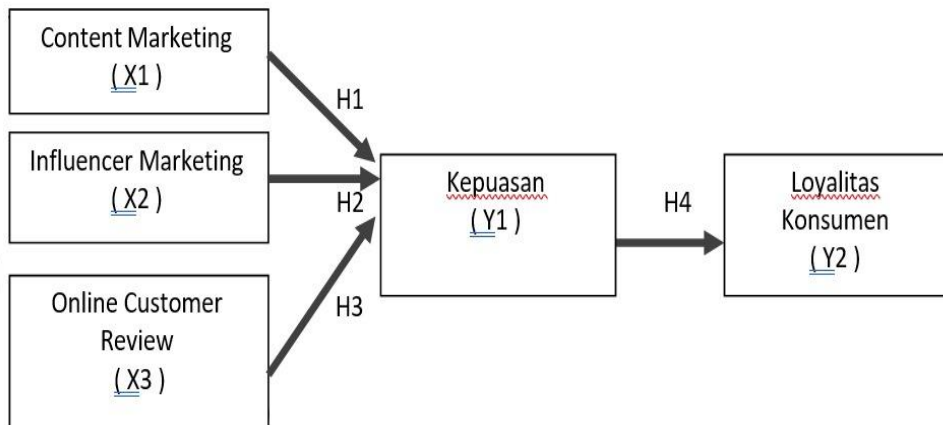 Content Marketing
( X1 )
H1
Influencer Marketing
( X2 )
H2
Online Customer
Review
( X3 )
H3
Kepuasan
( Y1 )
H4
Loyalitas
Konsumen
( Y2 )